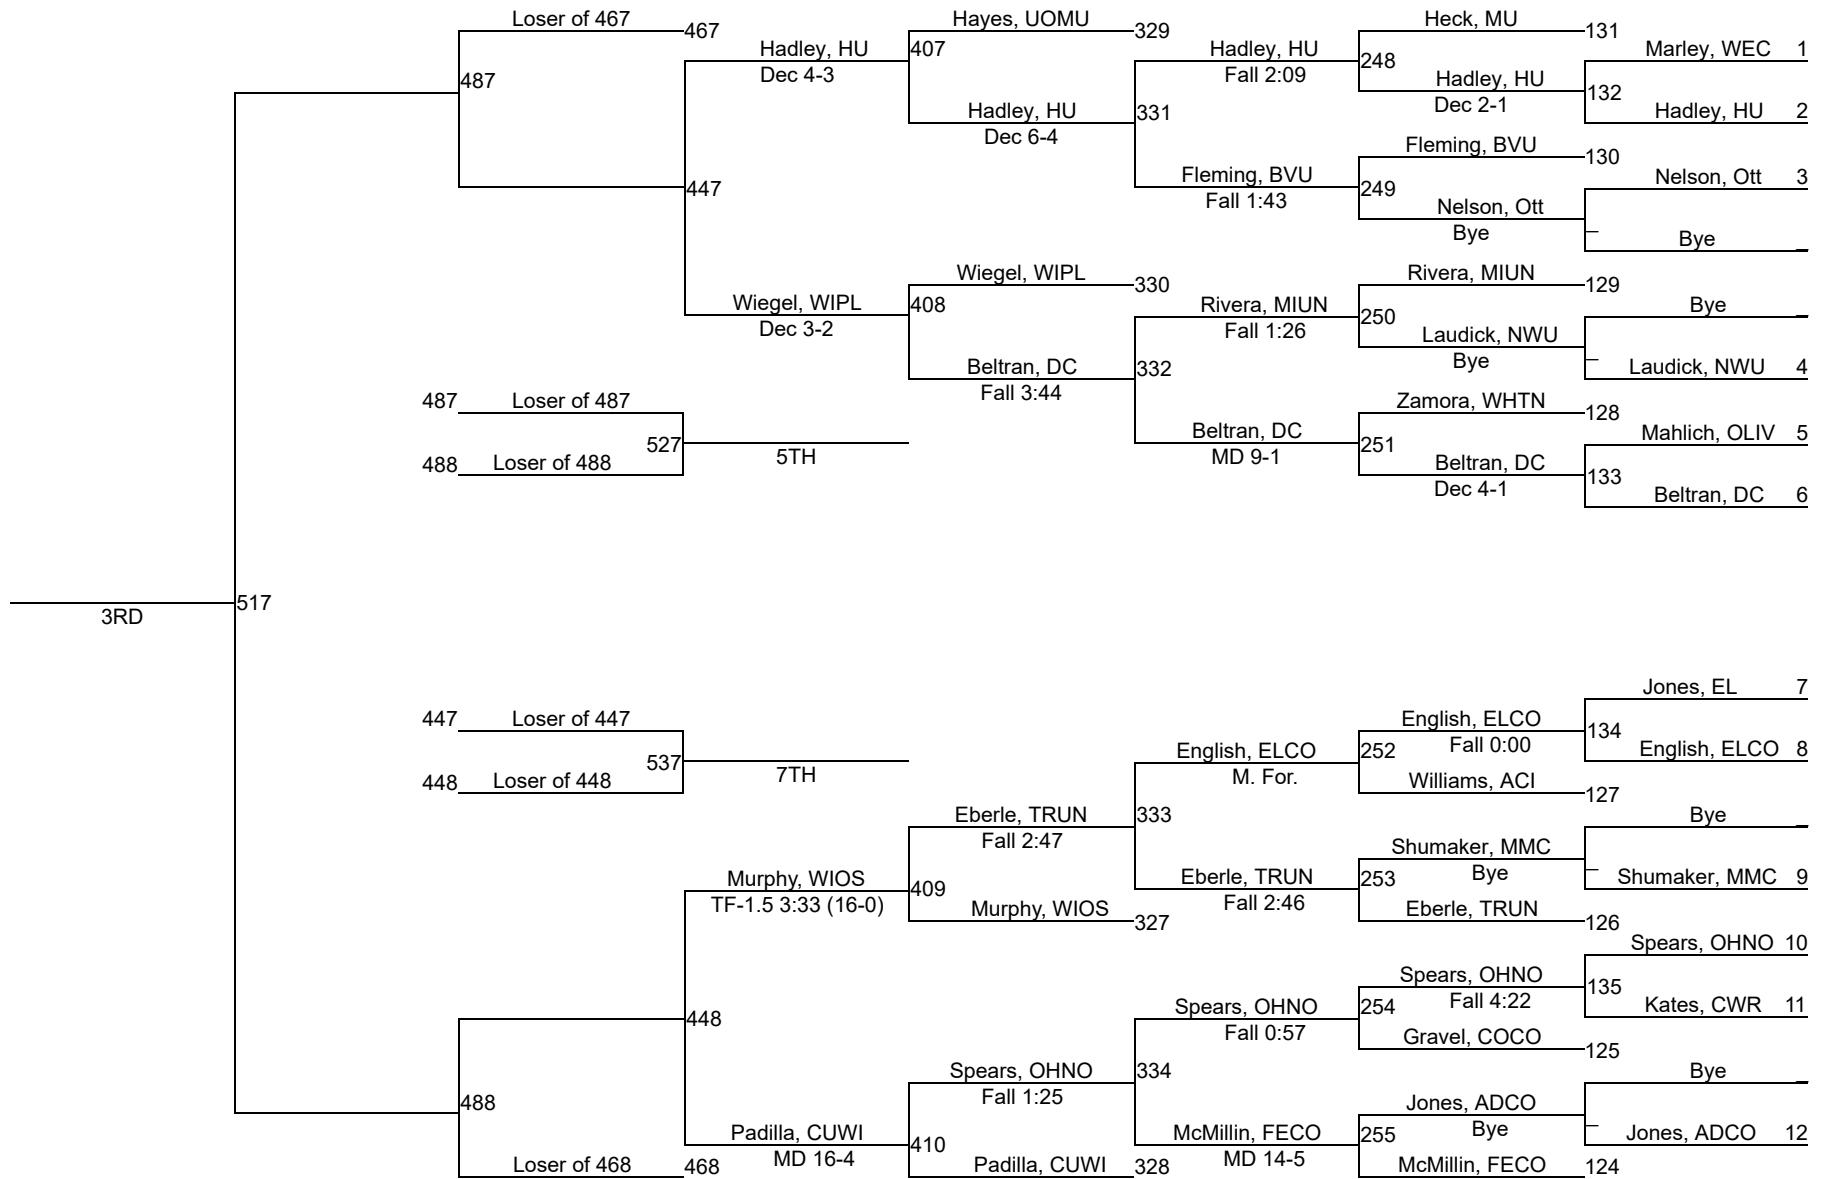 Loser of 467
467
Hayes, UOMU
329
Heck, MU
131
Hadley, HU
407
Hadley, HU
Marley, WEC 1
Dec 4-3
Fall 2:09
248
487
Hadley, HU
132
Dec 2-1
Hadley, HU
331
Hadley, HU 2
Dec 6-4
Fleming, BVU
130
Fleming, BVU
Nelson, Ott 3
447
Fall 1:43
249
Nelson, Ott
Bye
_
Bye _
Wiegel, WIPL
330
Rivera, MIUN
129
Wiegel, WIPL
408
Rivera, MIUN
Bye _
Dec 3-2
Fall 1:26
250
Laudick, NWU
Bye
_
Beltran, DC
332
Laudick, NWU 4
Fall 3:44
487 Loser of 487
Zamora, WHTN
128
527
Beltran, DC
Mahlich, OLIV 5
5TH
MD 9-1
251
488 Loser of 488
Beltran, DC
133
Dec 4-1
Beltran, DC 6
517
3RD
Jones, EL 7
447 Loser of 447
English, ELCO
134
Fall 0:00
537
English, ELCO
252
English, ELCO 8
7TH
M. For.
448 Loser of 448
Williams, ACI
127
Eberle, TRUN
333
Bye _
Fall 2:47
Shumaker, MMC
Bye
_
Murphy, WIOS
409
Eberle, TRUN
253
Shumaker, MMC 9
TF-1.5 3:33 (16-0)
Fall 2:46
Murphy, WIOS
327
Eberle, TRUN
126
Spears, OHNO 10
Spears, OHNO
135
Fall 4:22
448
Spears, OHNO
254
Kates, CWR 11
Fall 0:57
Gravel, COCO
125
Spears, OHNO
334
Bye _
Fall 1:25
488
Jones, ADCO
Bye
_
Padilla, CUWI
410
McMillin, FECO
255
Jones, ADCO 12
MD 16-4
MD 14-5
Loser of 468
468
Padilla, CUWI
328
McMillin, FECO
124